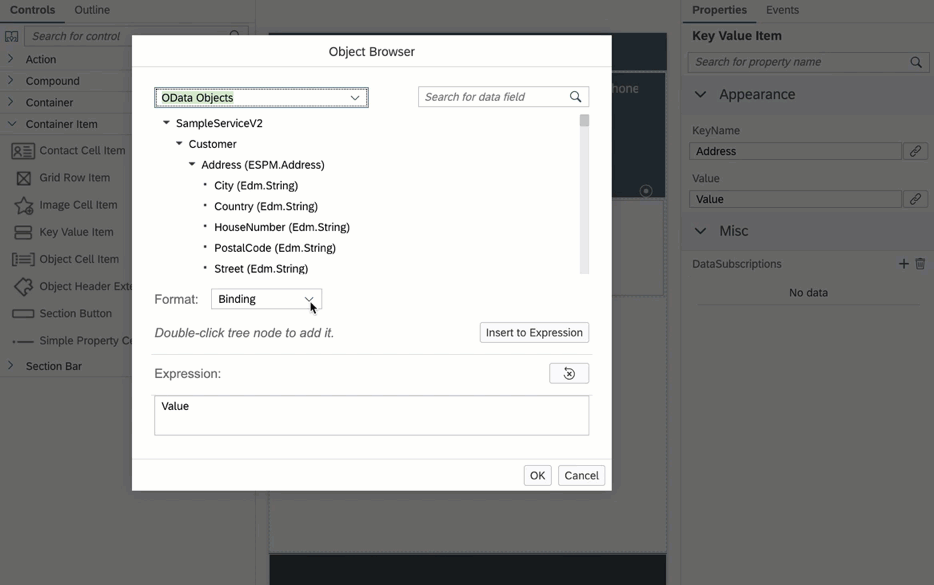 Controls Outline
Search for control
Action
Compound
Container
Container Item
Contact Cell Item
Grid Row Item
Image Cell Item
Key Value Item
Object Cell Item
Object Header Exte
Section Button
Simple Property Ce
Section Bar
Object Browser
OData Objects
Search for data field
SampleServiceV2
Customer
Address (ESPM.Address)
City (Edm.String)
Country (Edm.String)
HouseNumber (Edm.String)
PostalCode (Edm.String)
Street (Edm.String)
Format: Binding
Double-click tree node to add it.
Insert to Expression
Expression:
Value
OK Cancel
hone
Properties Events
Key Value Item
Search for property name
Appearance
KeyName
Address
Value
Value
Misc
DataSubscriptions
No data